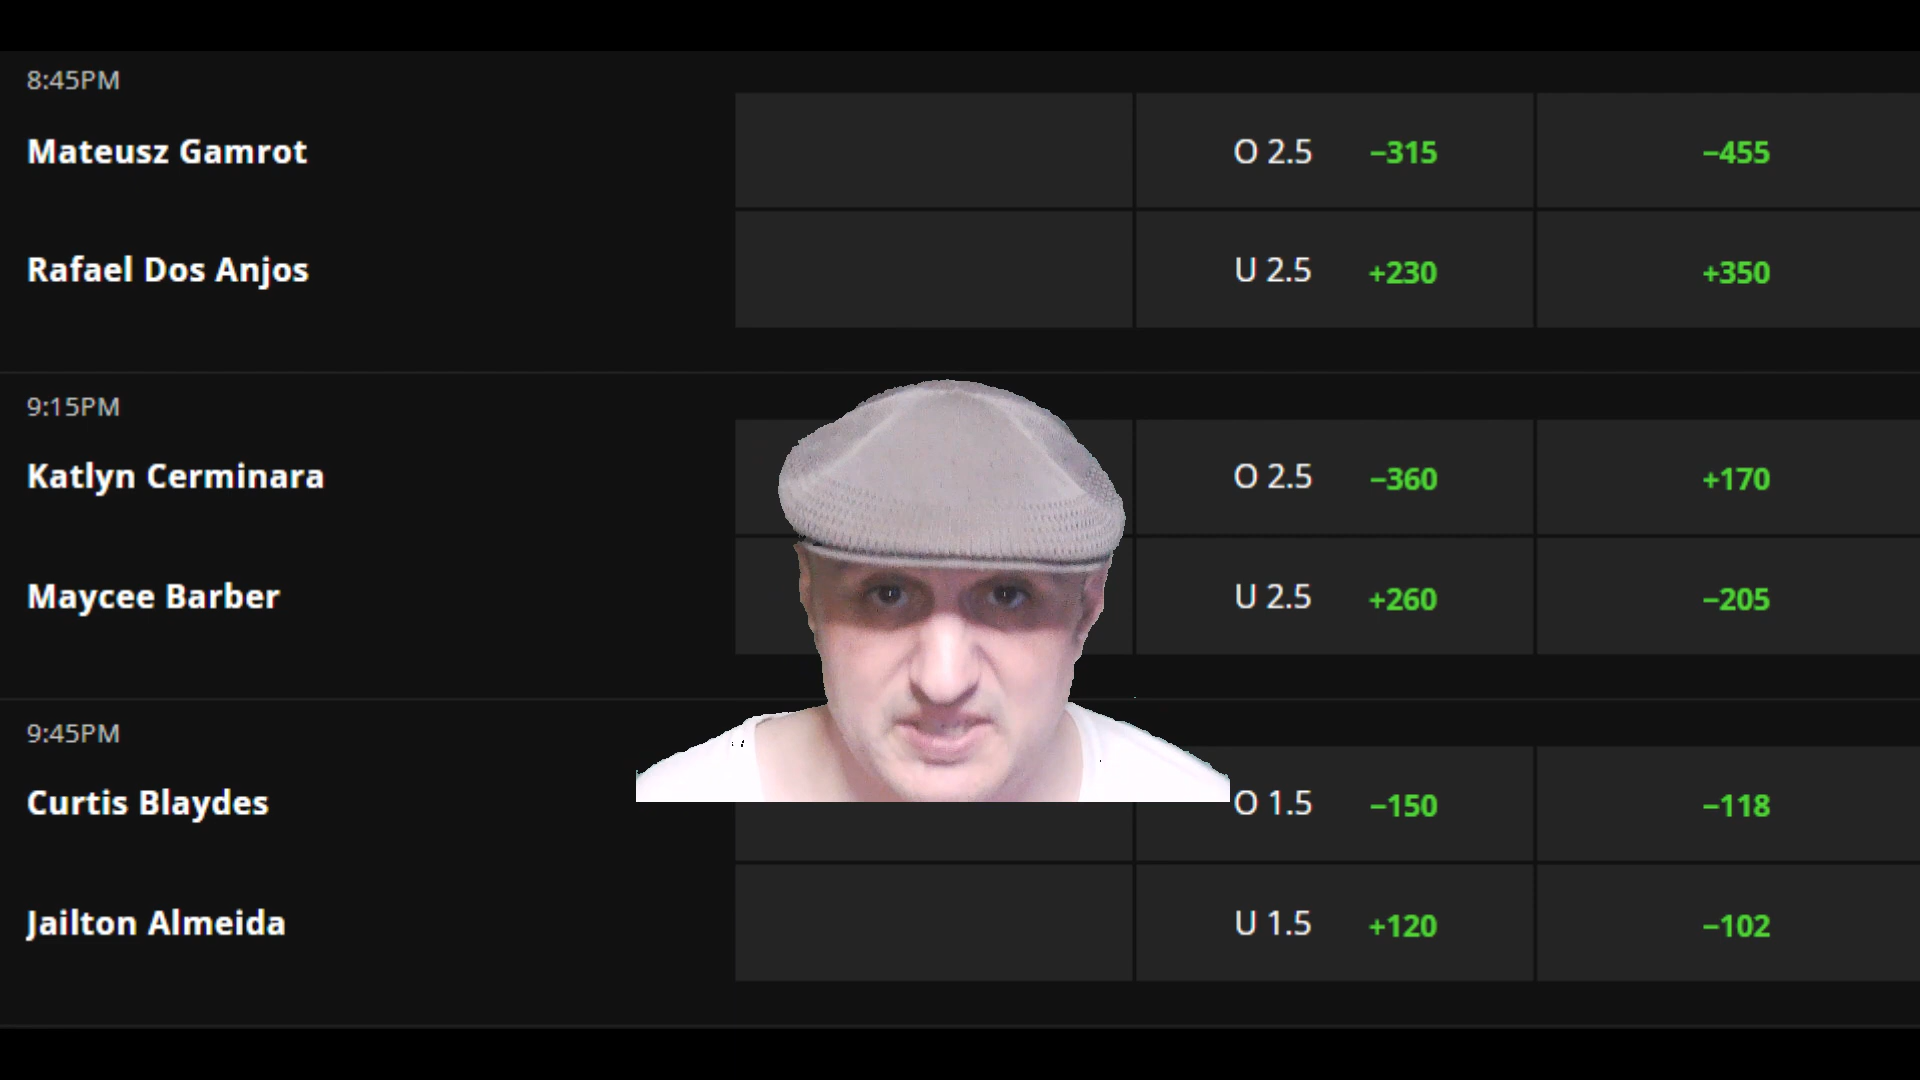 8:45PM
Mateusz Gamrot O 2.5 −315 −455
Rafael Dos Anjos U 2.5 +230 +350
9:15PM
Katlyn Cerminara O 2.5 −360 +170
Maycee Barber U 2.5 +260 −205
9:45PM
Curtis Blaydes O 1.5 −150 −118
Jailton Almeida U 1.5 +120 −102